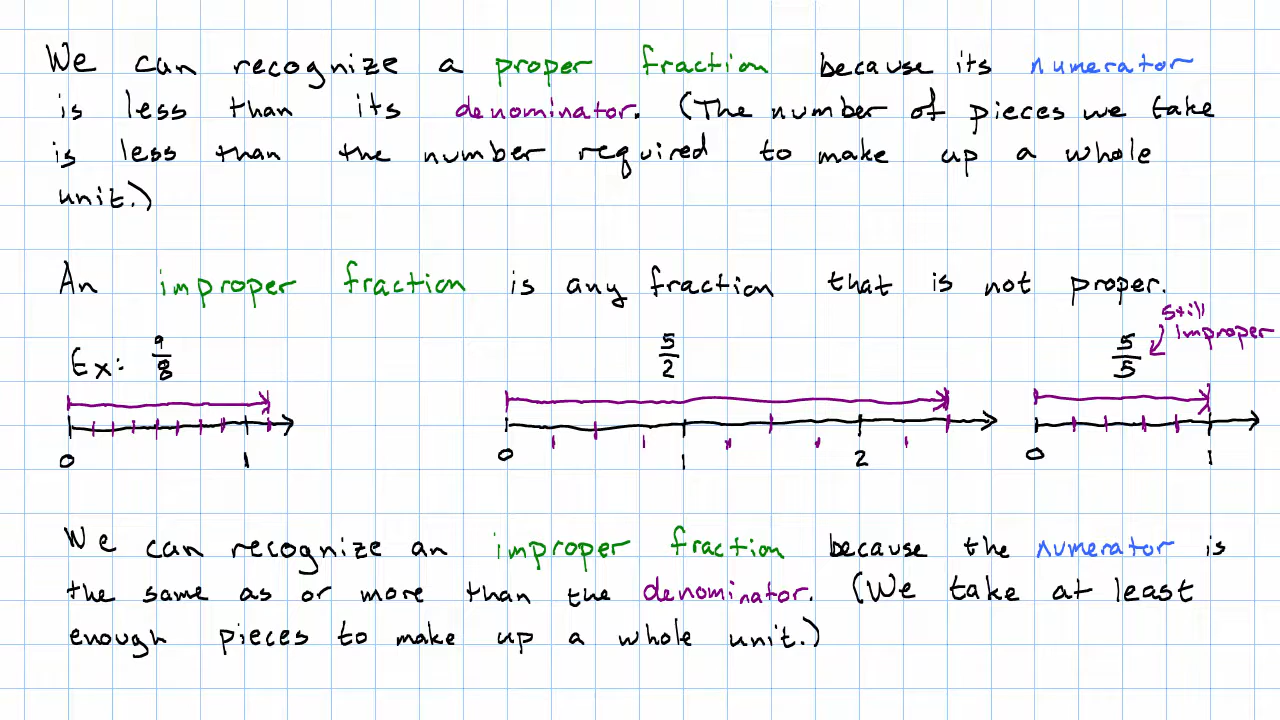 We can recognize a proper fraction because its numerator
is less than its denominator. (The number of pieces we take
is less than the number required to make up a whole
unit.)
An improper fraction is any fraction that is not proper.
Ex: 9/8 5/2 5/5 still improper
0 1 0 1 2 0 1
We can recognize an improper fraction because the numerator is
the same as or more than the denominator. (We take at least
enough pieces to make up a whole unit.)